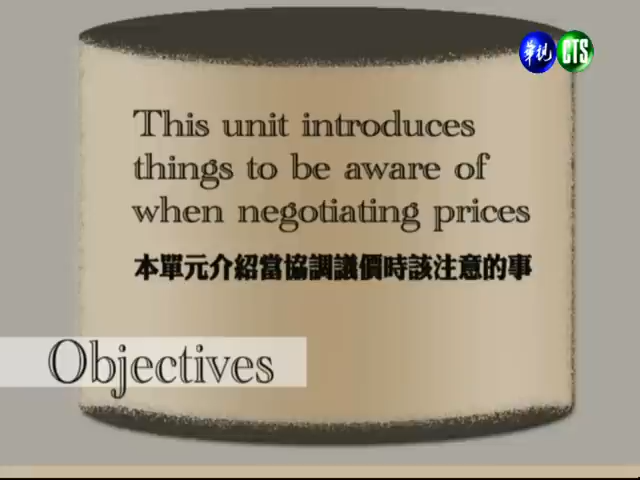 華視 CTS
This unit introduces
things to be aware of
when negotiating prices
本單元介紹當協調議價時該注意的事
Objectives